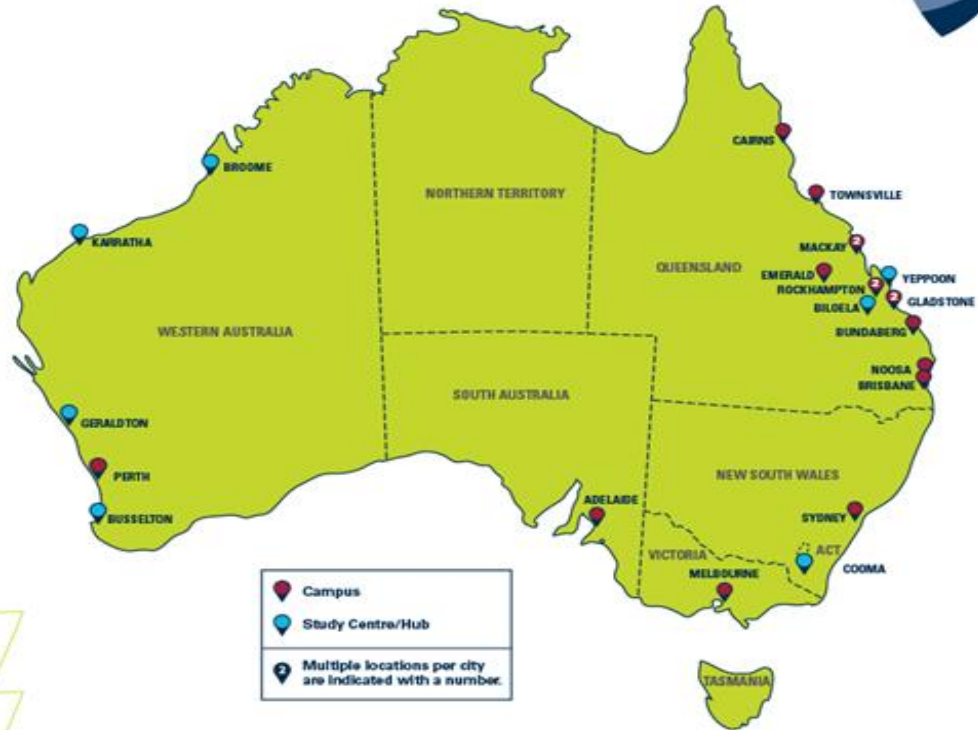 CAIRNS
BROOME
NORTHERN TERRITORY
TOWNSVILLE
KARRATHA
MACKAY
2
QUEENSLAND
EMERALD
YEPPOON
ROCKHAMPTON
2
2
GLADSTONE
BILOELA
WESTERN AUSTRALIA
BUNDABERG
NOOSA
BRISBANE
SOUTH AUSTRALIA
GERALDTON
PERTH
NEW SOUTH WALES
ADELAIDE
BUSSELTON
SYDNEY
VICTORIA
ACT
COOMA
MELBOURNE
Campus
Study Centre/Hub
2
Multiple locations per city
are indicated with a number.
TASMANIA